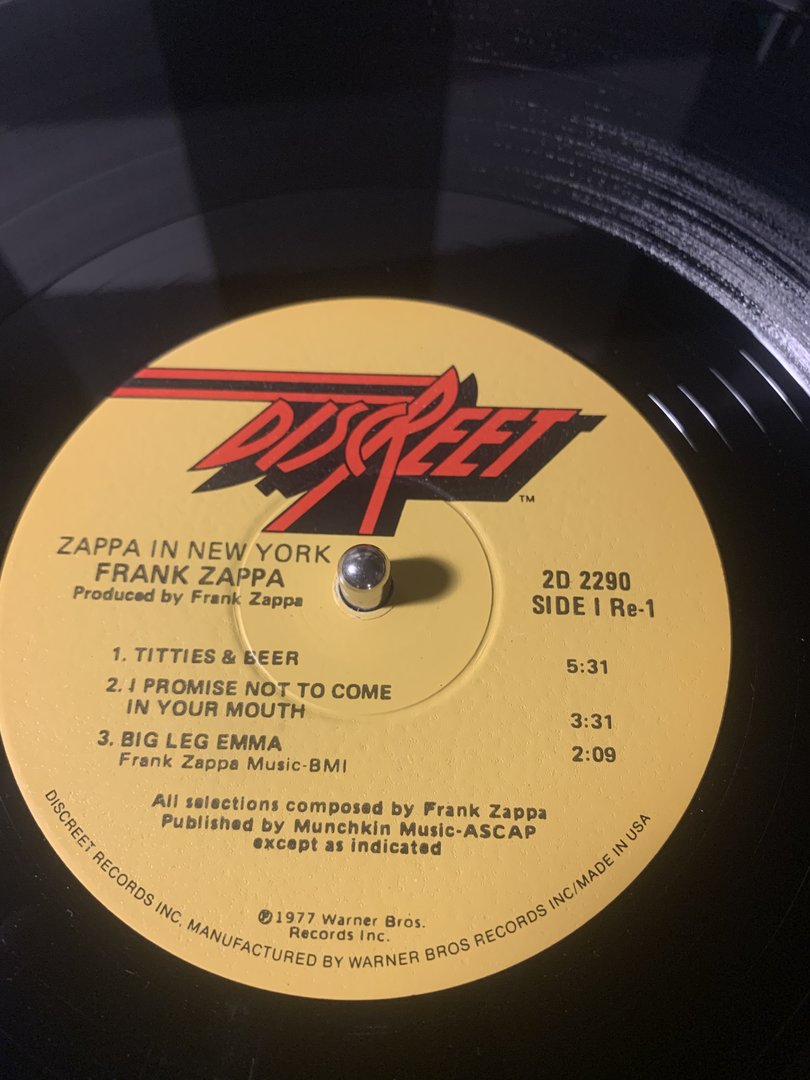 DISCREET
TM
ZAPPA IN NEW YORK
FRANK ZAPPA
Produced by Frank Zappa
2D 2290
SIDE I Re-1
1. TITTIES & BEER 5:31
2. I PROMISE NOT TO COME
IN YOUR MOUTH 3:31
3. BIG LEG EMMA 2:09
Frank Zappa Music-BMI
All selections composed by Frank Zappa
Published by Munchkin Music-ASCAP
except as indicated
℗1977 Warner Bros.
Records Inc.
DISCREET RECORDS INC. MANUFACTURED BY WARNER BROS RECORDS INC/MADE IN USA